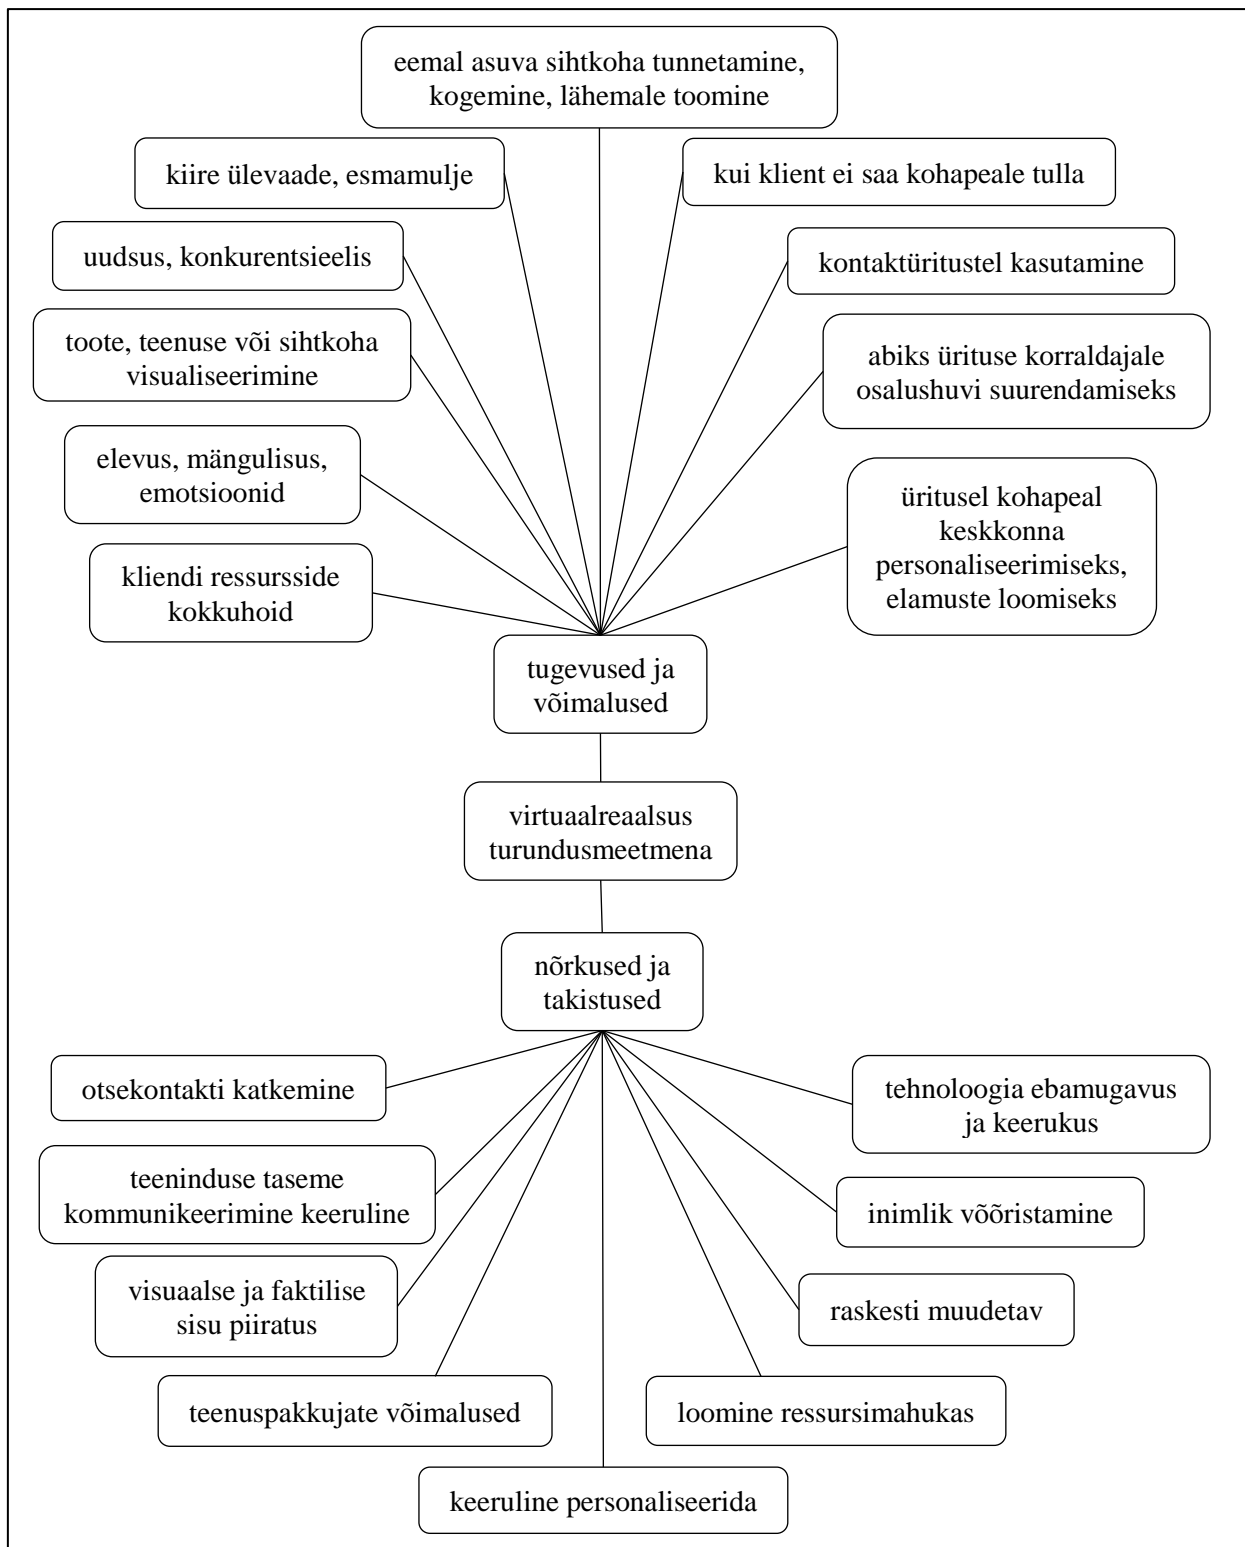 eemal asuva sihtkoha tunnetamine,
kogemine, lähemale toomine
kiire ülevaade, esmamulje
kui klient ei saa kohapeale tulla
uudsus, konkurentsieelis
kontaktüritustel kasutamine
toote, teenuse või sihtkoha
visualiseerimine
abiks ürituse korraldajale
osalushuvi suurendamiseks
elevus, mängulisus,
emotsioonid
üritusel kohapeal
keskkonna
personaliseerimiseks,
elamuste loomiseks
kliendi ressursside
kokkuhoid
tugevused ja
võimalused
virtuaalreaalsus
turundusmeetmena
nõrkused ja
takistused
otsekontakti katkemine
tehnoloogia ebamugavus
ja keerukus
teeninduse taseme
kommunikeerimine keeruline
inimlik võõristamine
visuaalse ja faktilise
sisu piiratus
raskesti muudetav
teenuspakkujate võimalused
loomine ressursimahukas
keeruline personaliseerida